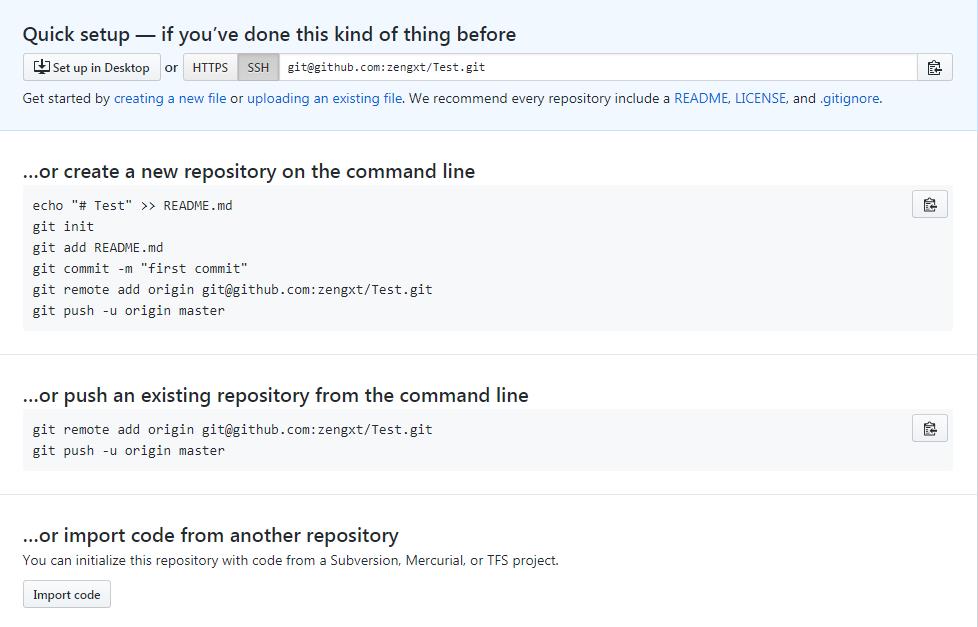 Quick setup — if you’ve done this kind of thing before
Set up in Desktop or HTTPS SSH git@github.com:zengxt/Test.git
Get started by creating a new file or uploading an existing file. We recommend every repository include a README, LICENSE, and .gitignore.
…or create a new repository on the command line
echo "# Test" >> README.md
git init
git add README.md
git commit -m "first commit"
git remote add origin git@github.com:zengxt/Test.git
git push -u origin master
…or push an existing repository from the command line
git remote add origin git@github.com:zengxt/Test.git
git push -u origin master
…or import code from another repository
You can initialize this repository with code from a Subversion, Mercurial, or TFS project.
Import code